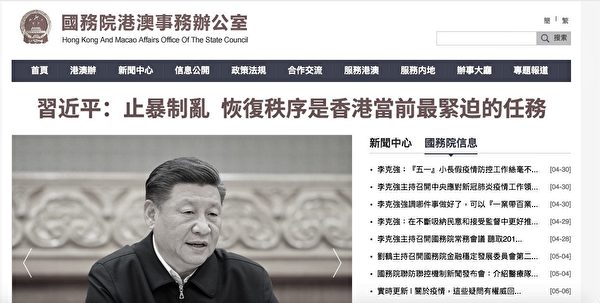 國務院港澳事務辦公室
Hong Kong And Macao Affairs Office Of The State Council
簡 | 繁
搜索
首頁 港澳辦 新聞中心 信息公開 政策法規 合作交流 服務港澳 服務內地 辦事大廳 專題報道
習近平：止暴制亂 恢復秩序是香港當前最緊迫的任務
新聞中心 國務院信息
李克強：『五一』小長假疫情防控工作絲毫不... [04-30]
李克強主持召開中央應對新冠肺炎疫情工作領... [04-30]
李克強強調哪件事做好了，可以『一業帶百業... [04-30]
李克強：在不斷吸納民意和接受監督中更好推... [04-29]
李克強主持召開國務院常務會議 聽取201... [04-28]
劉鶴主持召開國務院金融穩定發展委員會第二... [05-04]
國務院聯防聯控機制新聞發布會：介紹醫療隊... [05-06]
實時更新 | 關於疫情，這些疑問有權威回... [05-06]